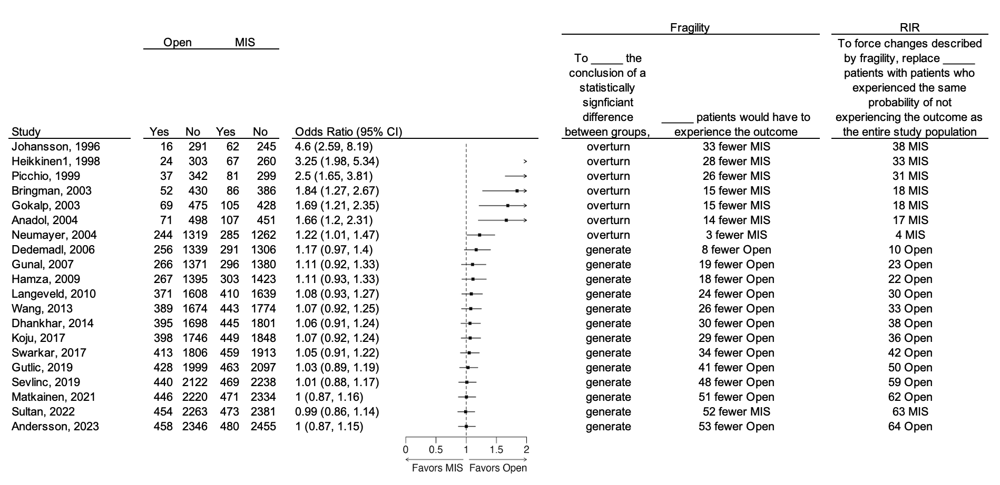 Fragility RIR
Open MIS
To force changes described
To _____ the by fragility, replace _____
conclusion of a patients with patients who
statistically experienced the same
signficiant probability of not
difference _____ patients would have to experiencing the outcome as
Study Yes No Yes No Odds Ratio (95% CI) between groups, experience the outcome the entire study population
Johansson, 1996 16 291 62 245 4.6 (2.59, 8.19) overturn 33 fewer MIS 38 MIS
Heikkinen1, 1998 24 303 67 260 3.25 (1.98, 5.34) overturn 28 fewer MIS 33 MIS
Picchio, 1999 37 342 81 299 2.5 (1.65, 3.81) overturn 26 fewer MIS 31 MIS
Bringman, 2003 52 430 86 386 1.84 (1.27, 2.67) overturn 15 fewer MIS 18 MIS
Gokalp, 2003 69 475 105 428 1.69 (1.21, 2.35) overturn 15 fewer MIS 18 MIS
Anadol, 2004 71 498 107 451 1.66 (1.2, 2.31) overturn 14 fewer MIS 17 MIS
Neumayer, 2004 244 1319 285 1262 1.22 (1.01, 1.47) overturn 3 fewer MIS 4 MIS
Dedemadl, 2006 256 1339 291 1306 1.17 (0.97, 1.4) generate 8 fewer Open 10 Open
Gunal, 2007 266 1371 296 1380 1.11 (0.92, 1.33) generate 19 fewer Open 23 Open
Hamza, 2009 267 1395 303 1423 1.11 (0.93, 1.33) generate 18 fewer Open 22 Open
Langeveld, 2010 371 1608 410 1639 1.08 (0.93, 1.27) generate 24 fewer Open 30 Open
Wang, 2013 389 1674 443 1774 1.07 (0.92, 1.25) generate 26 fewer Open 33 Open
Dhankhar, 2014 395 1698 445 1801 1.06 (0.91, 1.24) generate 30 fewer Open 38 Open
Koju, 2017 398 1746 449 1848 1.07 (0.92, 1.24) generate 29 fewer Open 36 Open
Swarkar, 2017 413 1806 459 1913 1.05 (0.91, 1.22) generate 34 fewer Open 42 Open
Gutlic, 2019 428 1999 463 2097 1.03 (0.89, 1.19) generate 41 fewer Open 50 Open
Sevlinc, 2019 440 2122 469 2238 1.01 (0.88, 1.17) generate 48 fewer Open 59 Open
Matkainen, 2021 446 2220 471 2334 1 (0.87, 1.16) generate 51 fewer Open 62 Open
Sultan, 2022 454 2263 473 2381 0.99 (0.86, 1.14) generate 52 fewer MIS 63 MIS
Andersson, 2023 458 2346 480 2455 1 (0.87, 1.15) generate 53 fewer Open 64 Open
0 0.5 1 1.5 2
Favors MIS Favors Open